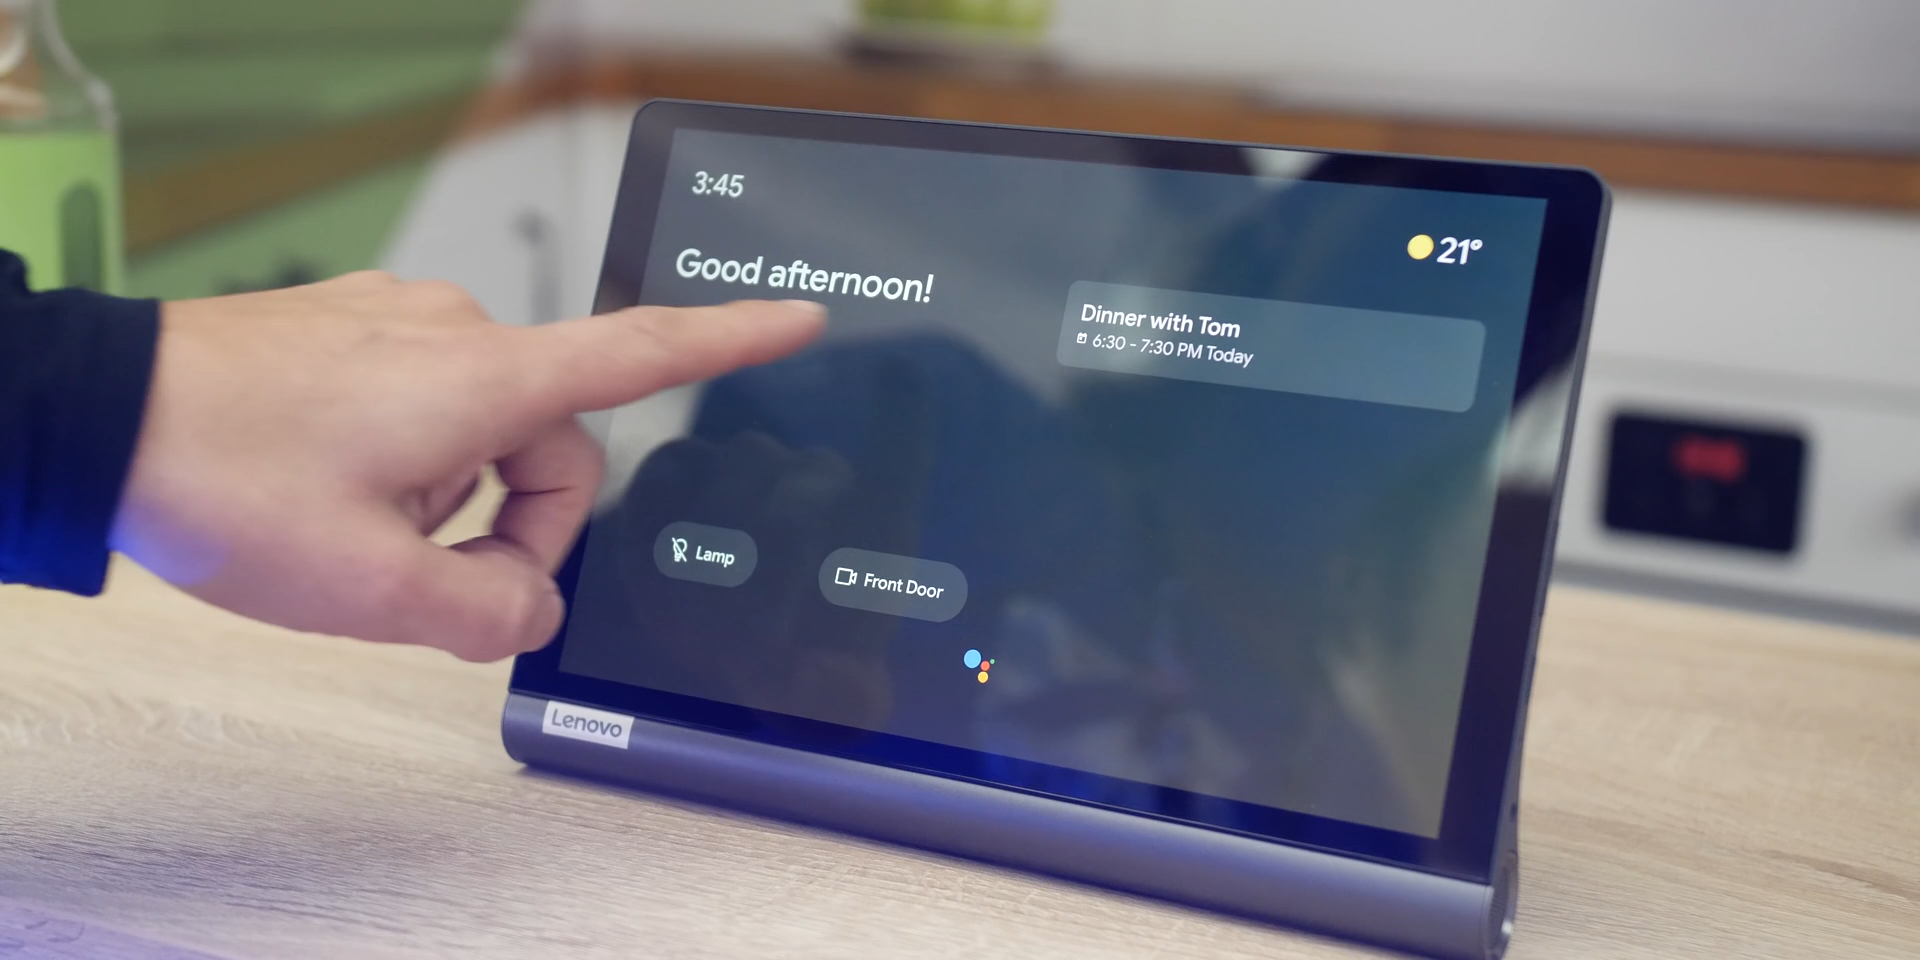 3:45
21°
Good afternoon!
Dinner with Tom
6:30 - 7:30 PM Today
Lamp
Front Door
Lenovo